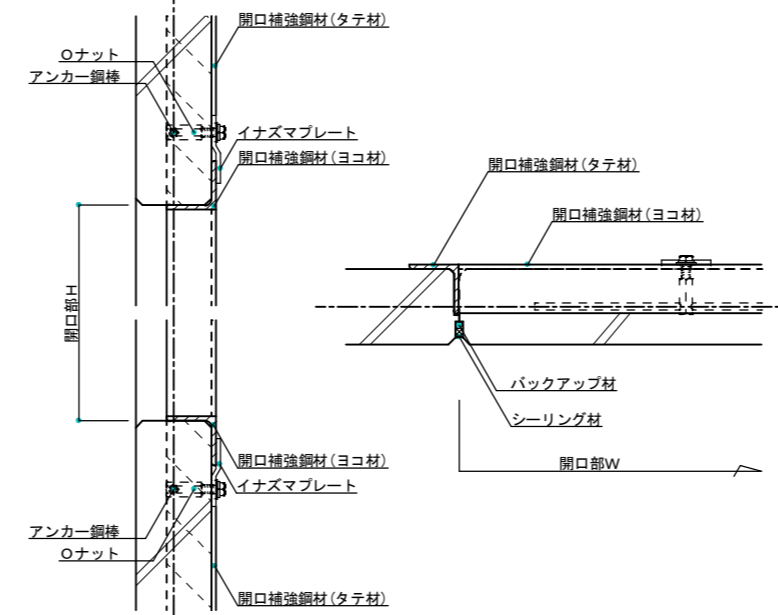 開口補強鋼材(タテ材)
Oナット
アンカー鋼棒
イナズマプレート
開口補強鋼材(ヨコ材)
開口部H
開口補強鋼材(ヨコ材)
イナズマプレート
アンカー鋼棒
Oナット
開口補強鋼材(タテ材)
開口補強鋼材(タテ材)
開口補強鋼材(ヨコ材)
バックアップ材
シーリング材
開口部W